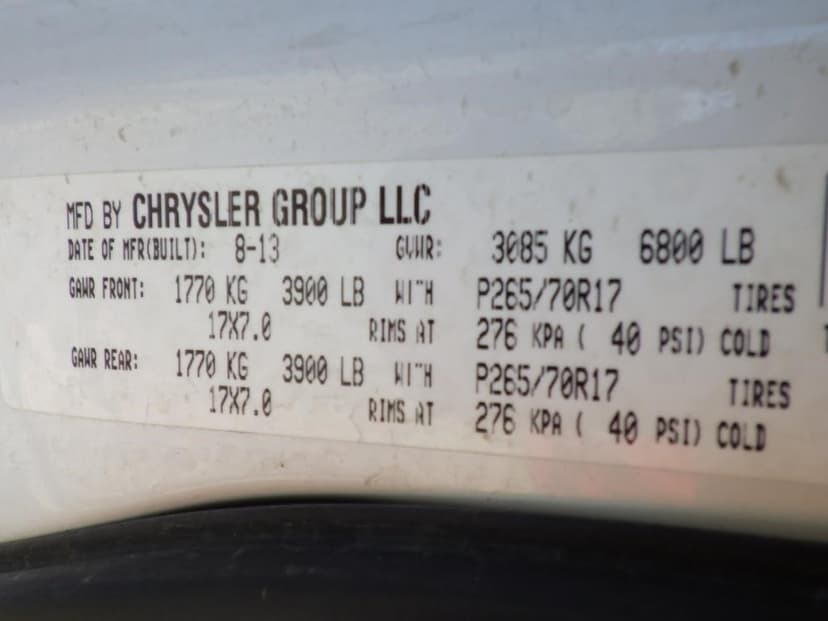 MFD BY CHRYSLER GROUP LLC
DATE OF MFR(BUILT): 8-13 GVWR: 3085 KG 6800 LB
GAWR FRONT: 1770 KG 3900 LB WITH P265/70R17 TIRES
17X7.0 RIMS AT 276 KPA ( 40 PSI) COLD
GAWR REAR: 1770 KG 3900 LB WITH P265/70R17 TIRES
17X7.0 RIMS AT 276 KPA ( 40 PSI) COLD